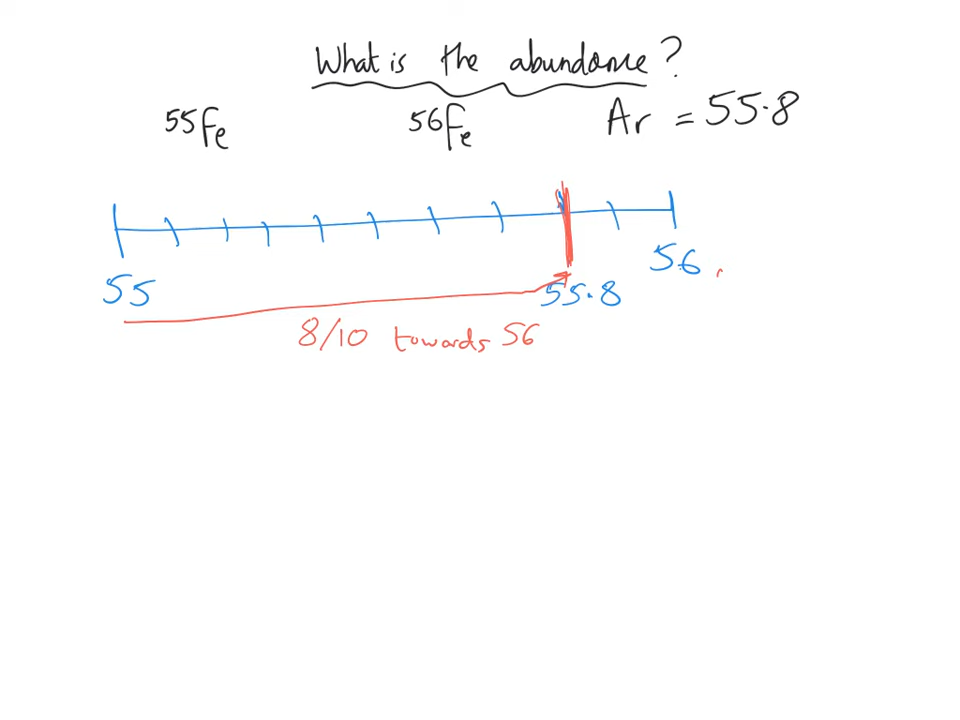 What is the abundance?
55Fe 56Fe Ar = 55.8
55 55.8 56
8/10 towards 56